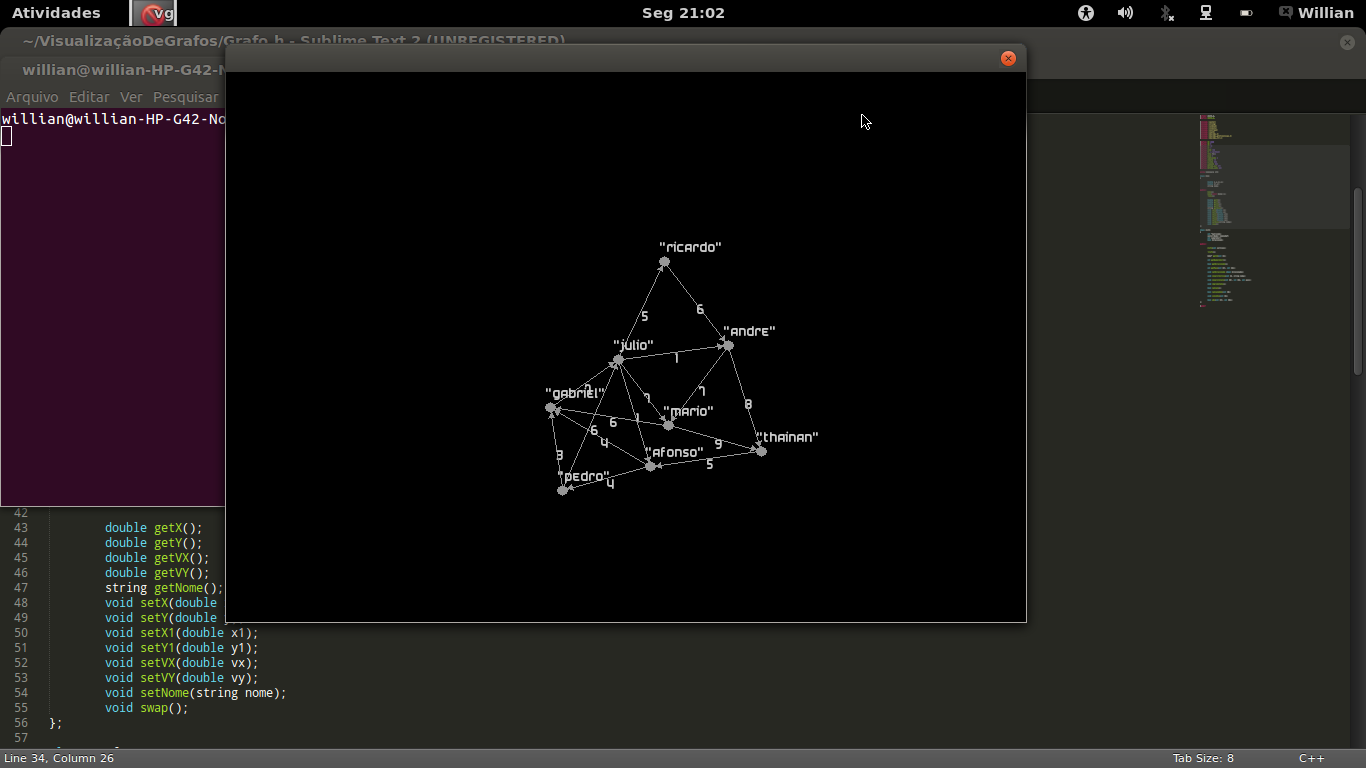 Atividades
vg
Seg 21:02
Willian
~/VisualizaçãoDeGrafos/Grafo.h - Sublime Text 2 (UNREGISTERED)
willian@willian-HP-G42-N
Arquivo Editar Ver Pesquisar
willian@willian-HP-G42-No
"ricardo"
5
6
"ANDRE"
"julio"
1
"gabriel"
7
7
"mario"
8
1
6
6
4
9
"thainan"
3
"Afonso"
5
"pedro"
4
42
43 double getX();
44 double getY();
45 double getVX();
46 double getVY();
47 string getNome();
48 void setX(double
49 void setY(double
50 void setX1(double x1);
51 void setY1(double y1);
52 void setVX(double vx);
53 void setVY(double vy);
54 void setNome(string nome);
55 void swap();
56 };
57
Line 34, Column 26
Tab Size: 8
C++